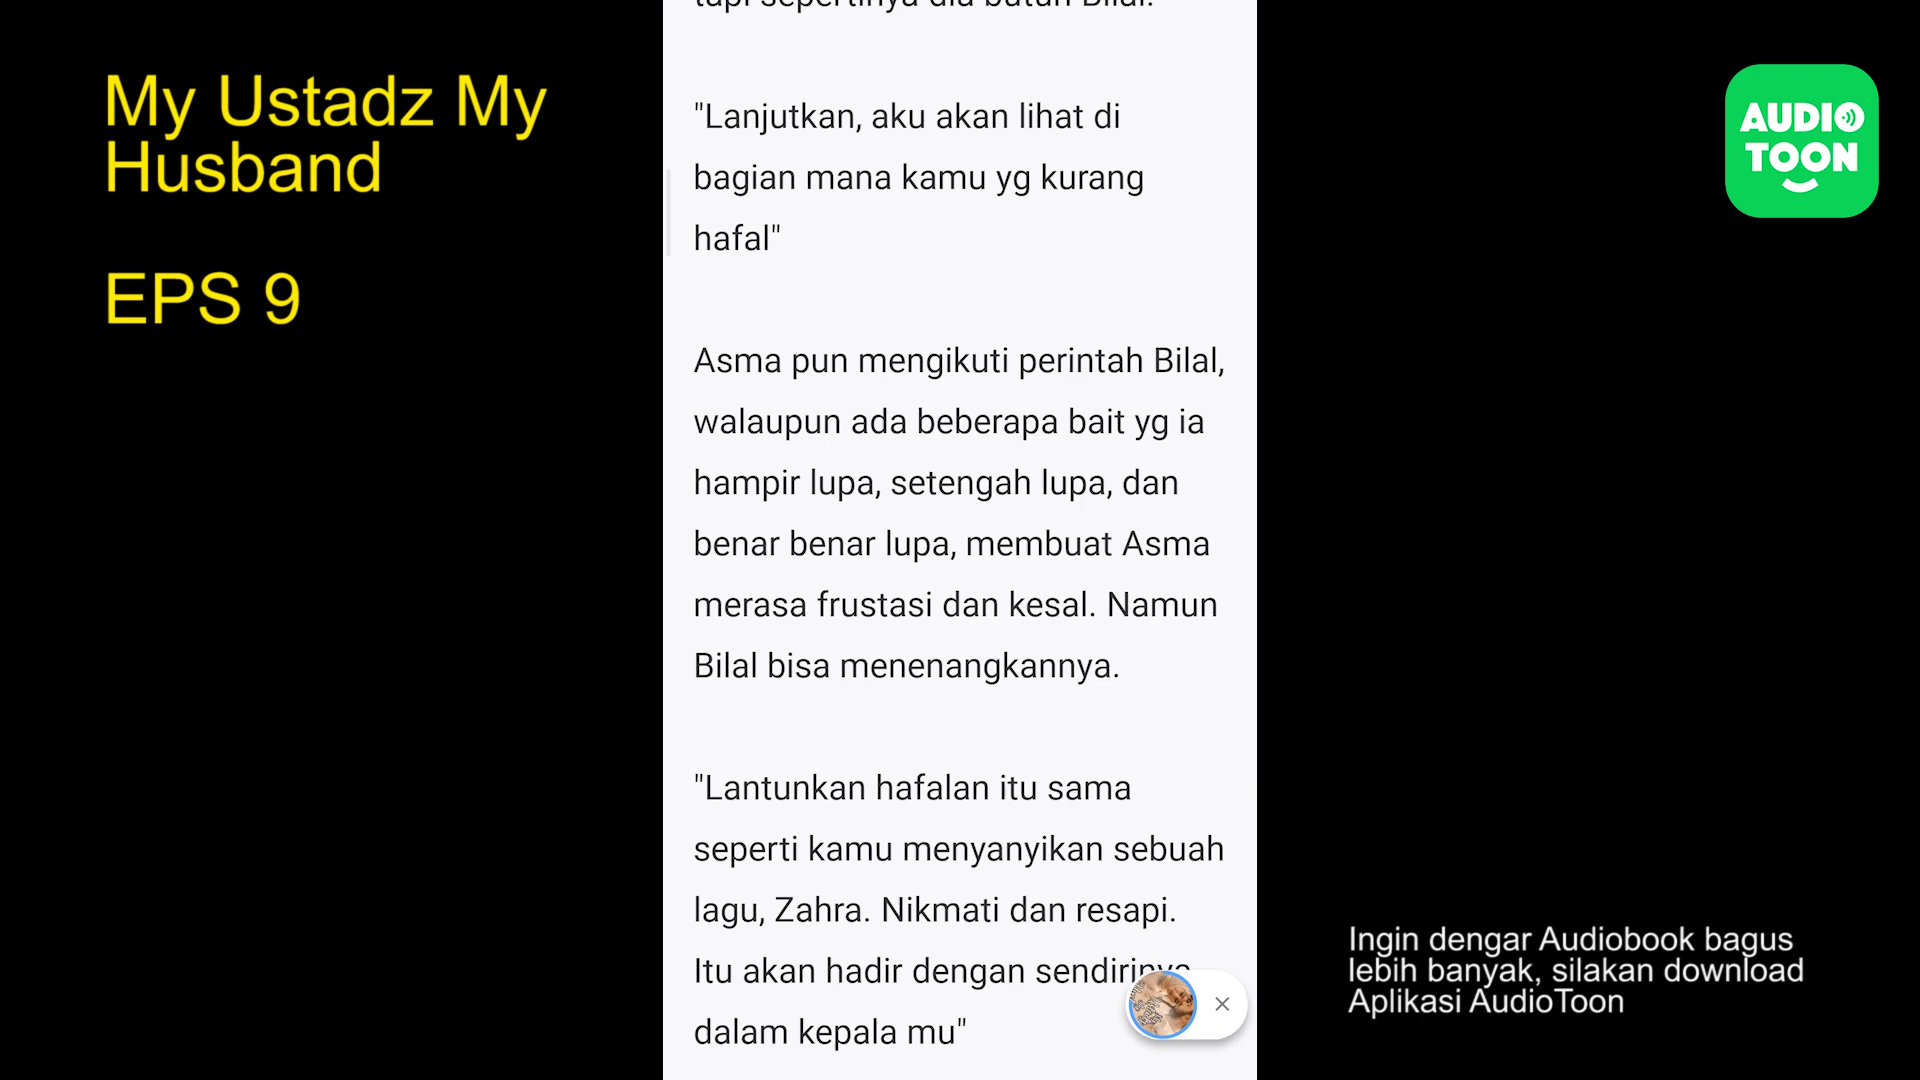 My Ustadz My
Husband
EPS 9
"Lanjutkan, aku akan lihat di
bagian mana kamu yg kurang
hafal"
Asma pun mengikuti perintah Bilal,
walaupun ada beberapa bait yg ia
hampir lupa, setengah lupa, dan
benar benar lupa, membuat Asma
merasa frustasi dan kesal. Namun
Bilal bisa menenangkannya.
"Lantunkan hafalan itu sama
seperti kamu menyanyikan sebuah
lagu, Zahra. Nikmati dan resapi.
Itu akan hadir dengan sendirinya
dalam kepala mu"
AUDIO
TOON
Ingin dengar Audiobook bagus
lebih banyak, silakan download
Aplikasi AudioToon